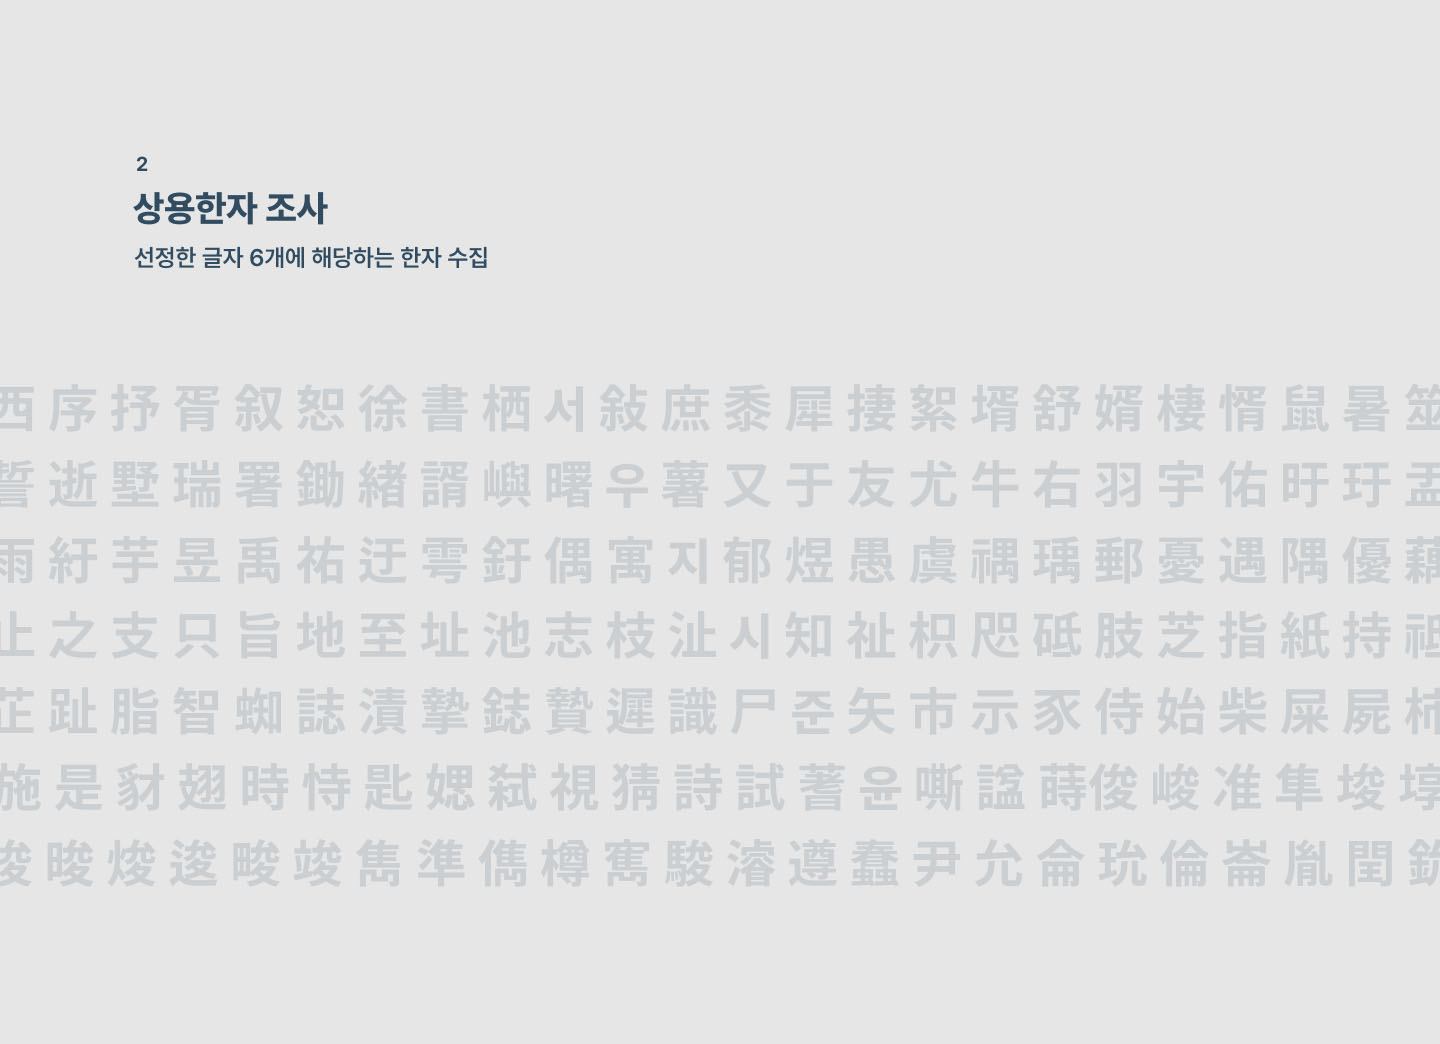 2
상용한자 조사
선정한 글자 6개에 해당하는 한자 수집
西序抒胥叙恕徐書栖서敍庶黍犀捿絮壻舒婿棲惰鼠暑筮
誓逝墅瑞署鋤緖謂嶼曙우薯又于友尤牛右羽宇佑旴玗盂
雨紆芋昱禹祐迂雩釪偶寓지郁煜愚虞禑瑀郵憂遇隅優藕
止之支只旨地至址池志枝沚시知祉枳咫砥肢芝指紙持祗
芷趾脂智蜘誌漬摯鋕贄遲識尸준矢市示豕侍始柴屎屍柿
施是豺翅時恃匙媤弑視猜詩試蓍윤嘶諡蒔俊峻准隼埈埻
浚晙焌逡畯竣雋準儁樽寯駿濬遵蠢尹允侖玧倫崙胤閏鈗